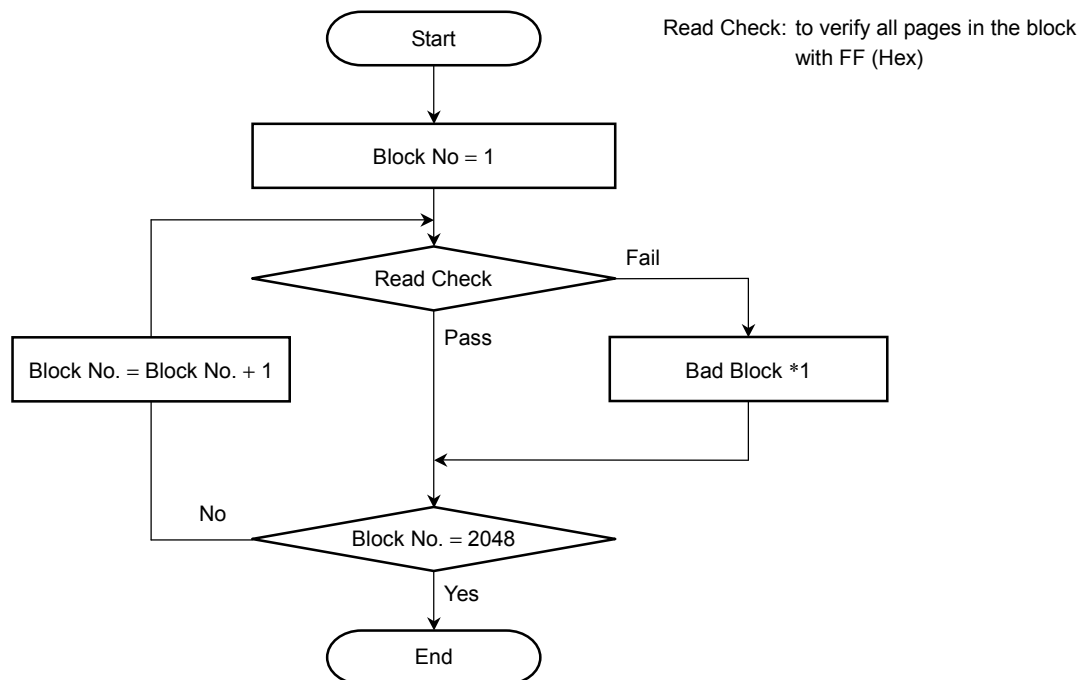 Start
Read Check: to verify all pages in the block
with FF (Hex)
Block No = 1
Read Check
Fail
Pass
Block No. = Block No. + 1
Bad Block *1
No
Block No. = 2048
Yes
End